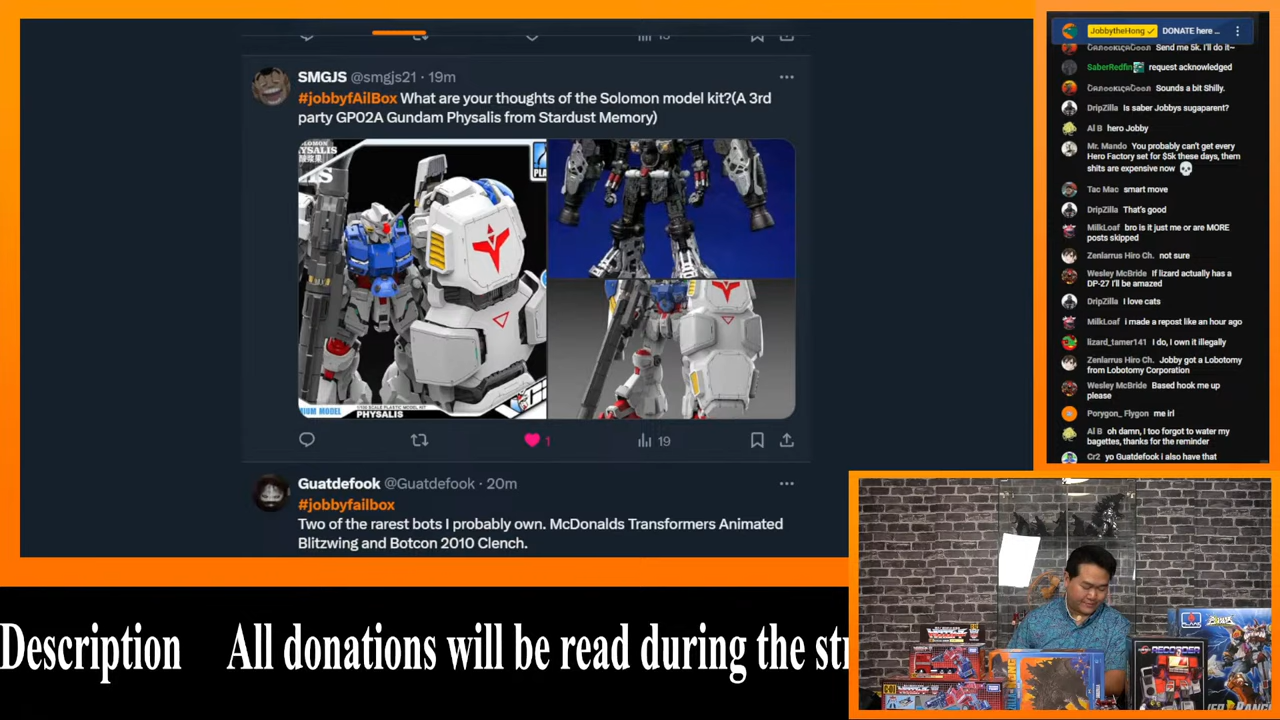 19
SMGJS @smgjs21 · 19m
#jobbyfAilBox What are your thoughts of the Solomon model kit?(A 3rd
party GP02A Gundam Physalis from Stardust Memory)
PHYSALIS
1 19
Guatdefook @Guatdefook · 20m
#jobbyfailbox
Two of the rarest bots I probably own. McDonalds Transformers Animated
Blitzwing and Botcon 2010 Clench.
JobbytheHong DONATE here ...
Send me 5k. I'll do it~
SaberRedfin request acknowledged
Sounds a bit Shilly.
DripZilla Is saber Jobbys sugaparent?
Al B hero Jobby
Mr. Mando You probably can't get every
Hero Factory set for $5k these days, them
shits are expensive now
Tac Mac smart move
DripZilla That's good
MilkLoaf bro is it just me or are MORE
posts skipped
Zenlarrus Hiro Ch. not sure
Wesley McBride If lizard actually has a
DP-27 I'll be amazed
DripZilla I love cats
MilkLoaf i made a repost like an hour ago
lizard_tamer141 I do, I own it illegally
Zenlarrus Hiro Ch. Jobby got a Lobotomy
from Lobotomy Corporation
Wesley McBride Based hook me up
please
Porygon_ Flygon me irl
Al B oh damn, I too forgot to water my
bagettes, thanks for the reminder
Cr2 yo Guatdefook i also have that
Description All donations will be read during the str
RECORDER